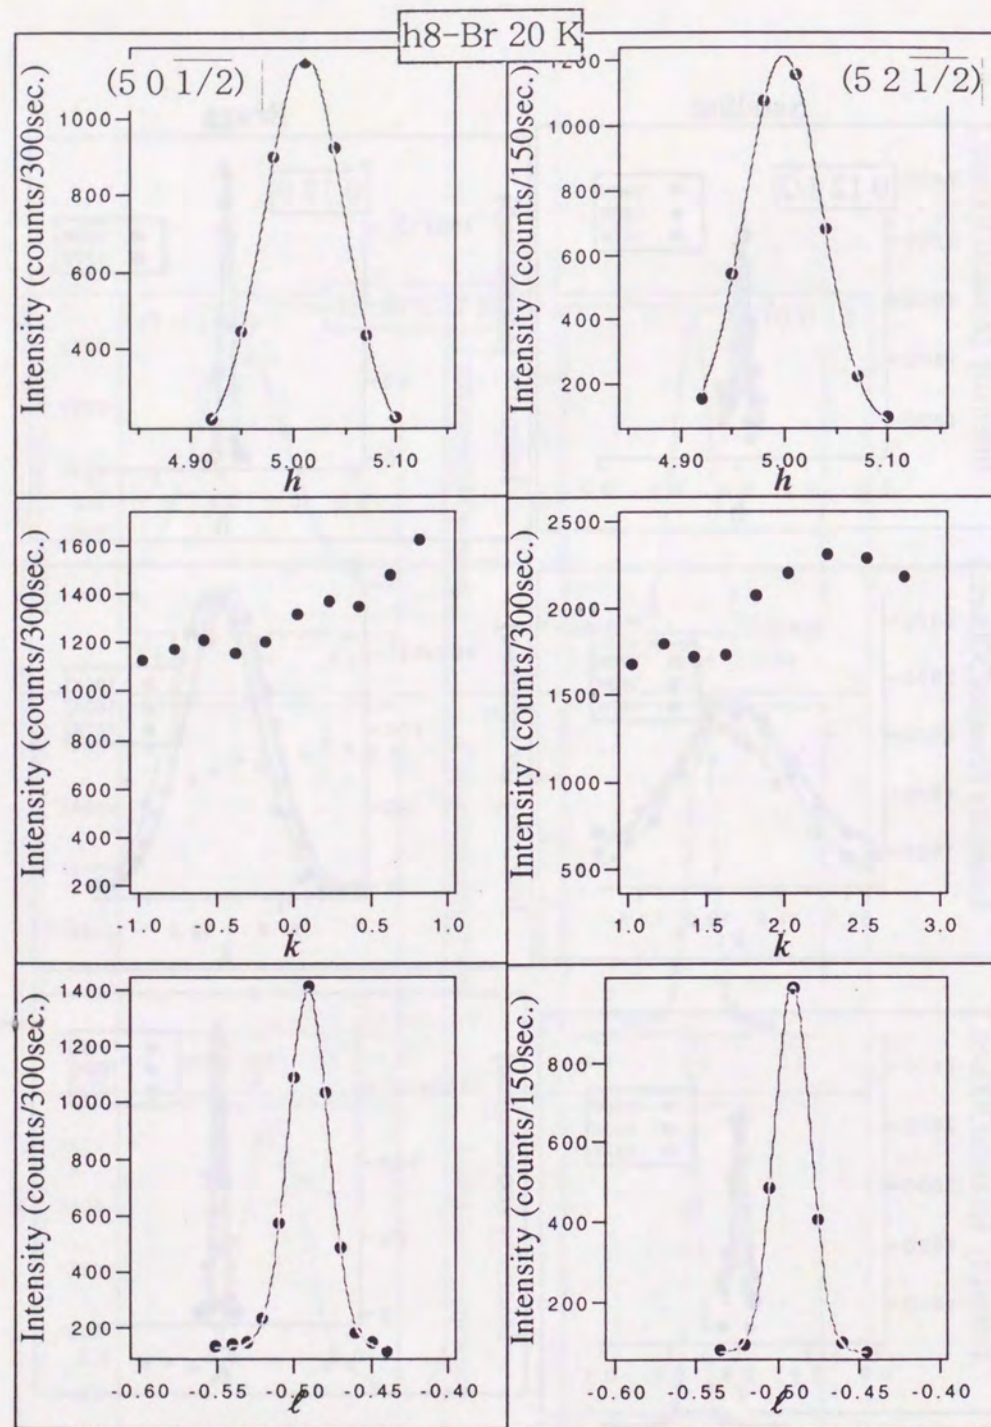 h8-Br 20 K
(5 0 1/2)
Intensity (counts/300sec.)
1000
800
600
400
4.90 5.00 5.10
h
(5 2 1/2)
Intensity (counts/150sec.)
1200
1000
800
600
400
200
4.90 5.00 5.10
h
Intensity (counts/300sec.)
1600
1400
1200
1000
800
600
400
200
-1.0 -0.5 0.0 0.5 1.0
k
Intensity (counts/300sec.)
2500
2000
1500
1000
500
1.0 1.5 2.0 2.5 3.0
k
Intensity (counts/300sec.)
1400
1200
1000
800
600
400
200
-0.60 -0.55 -0.50 -0.45 -0.40
ℓ
Intensity (counts/150sec.)
800
600
400
200
-0.60 -0.55 -0.50 -0.45 -0.40
ℓ